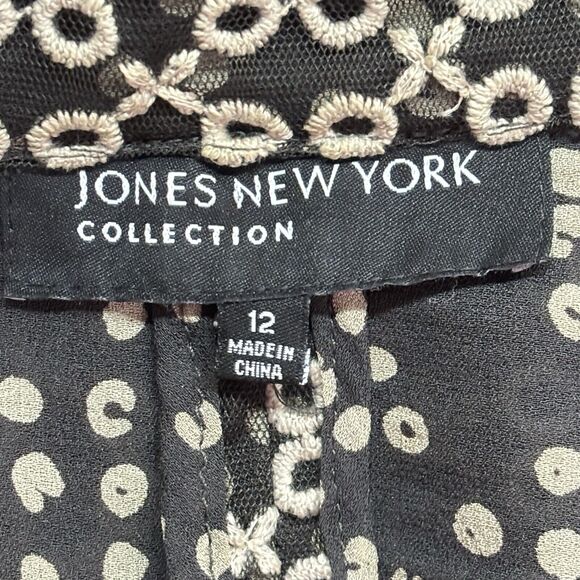 JONES NEW YORK
COLLECTION
12
MADE IN
CHINA